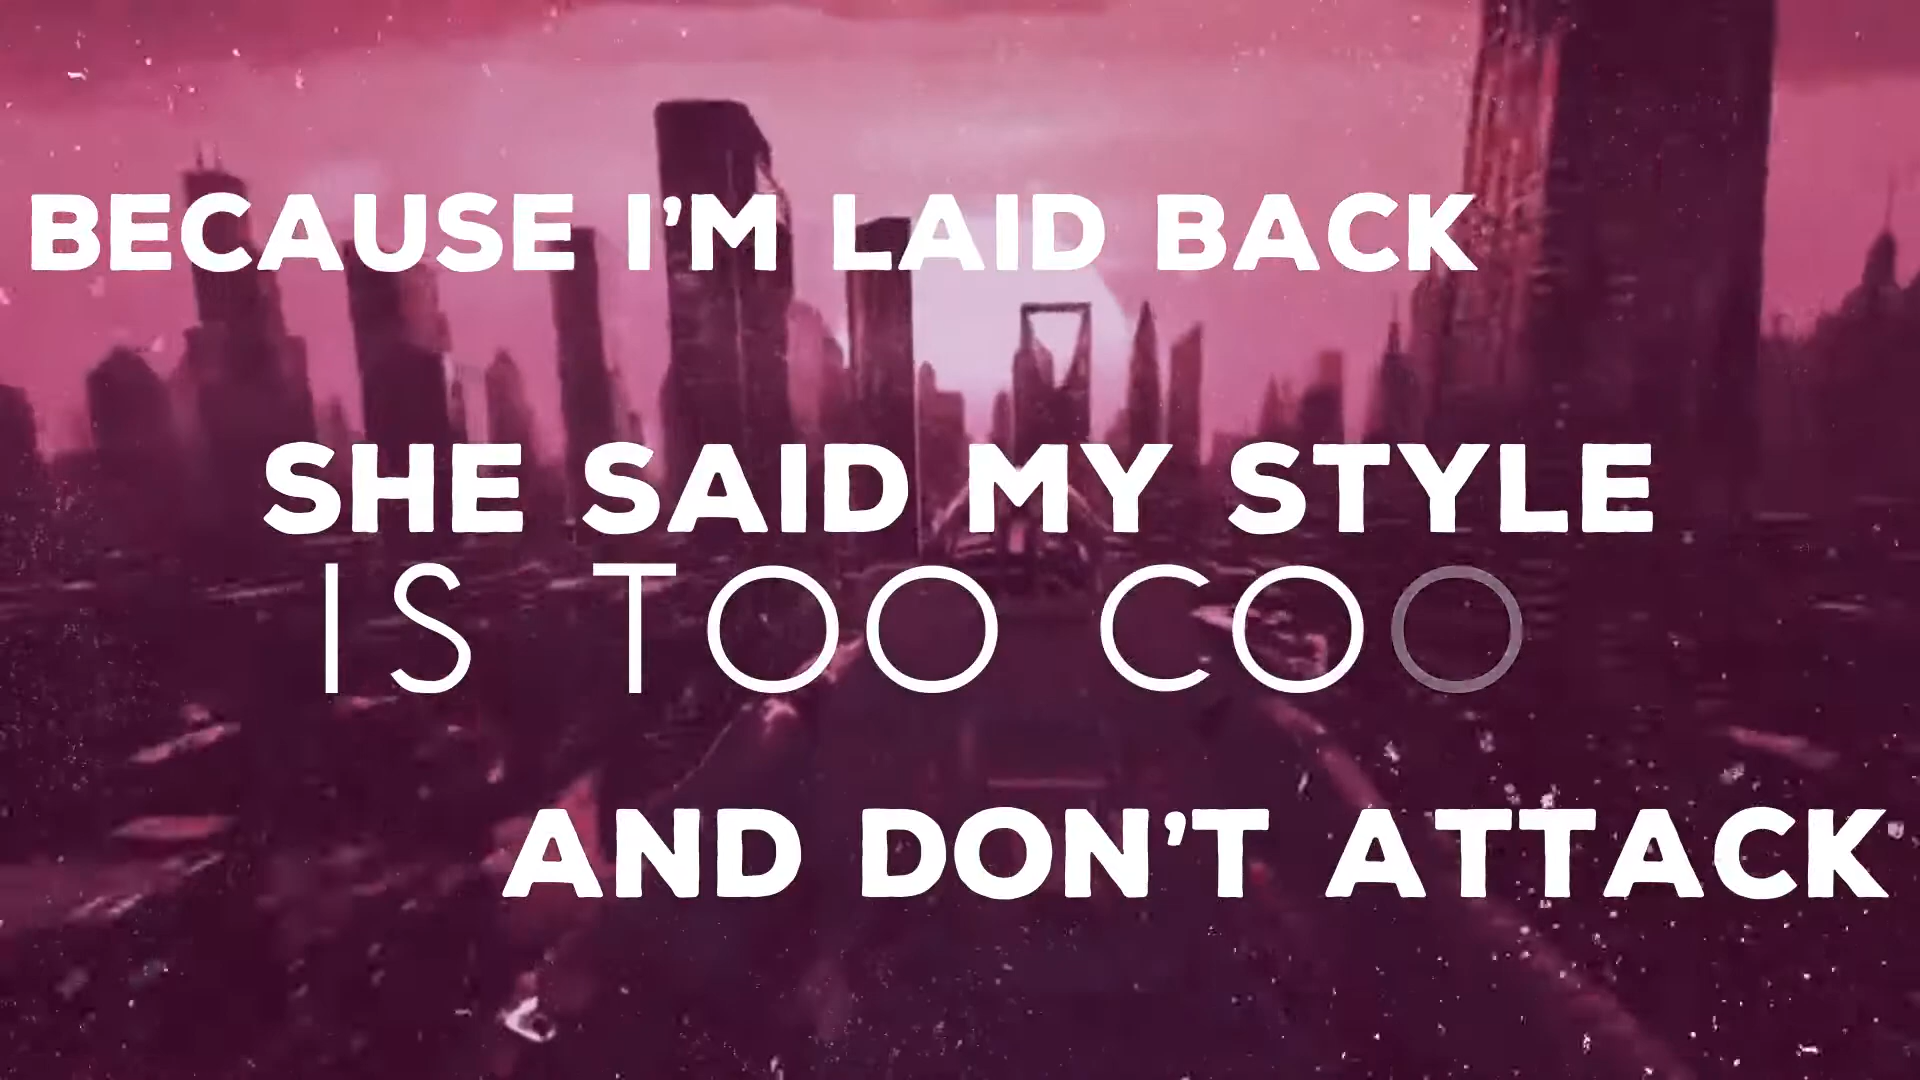 BECAUSE I'M LAID BACK
SHE SAID MY STYLE
IS TOO COO
AND DON'T ATTACK